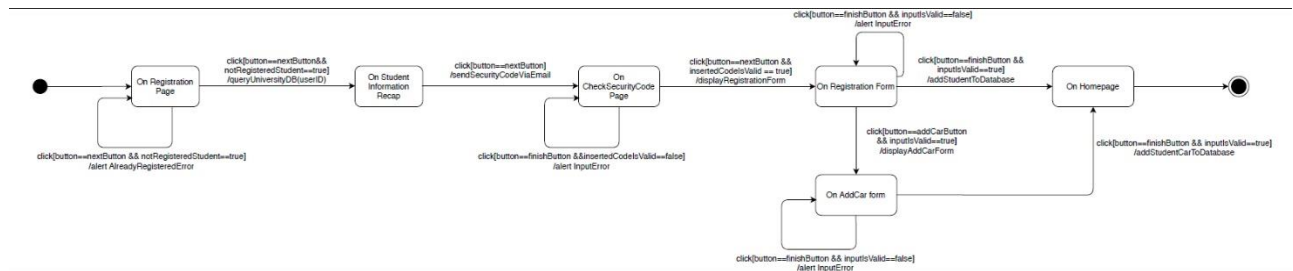 On Registration
Page
click[button==nextButton&&
notRegisteredStudent==true]
/queryUniversityDB(userID)
click[button==nextButton && notRegisteredStudent==true]
/alert AlreadyRegisteredError
On Student
Information
Recap
click[button==nextButton]
/sendSecurityCodeViaEmail
On
CheckSecurityCode
Page
click[button==finishButton &&insertedCodeIsValid==false]
/alert InputError
click[button==nextButton &&
insertedCodeIsValid == true]
/displayRegistrationForm
click[button==finishButton && inputIsValid==false]
/alert InputError
On Registration Form
click[button==finishButton &&
inputIsValid==true]
/addStudentToDatabase
On Homepage
click[button==addCarButton
&& inputIsValid==true]
/displayAddCarForm
click[button==finishButton && inputIsValid==true]
/addStudentCarToDatabase
On AddCar form
click[button==finishButton && inputIsValid==false]
/alert InputError